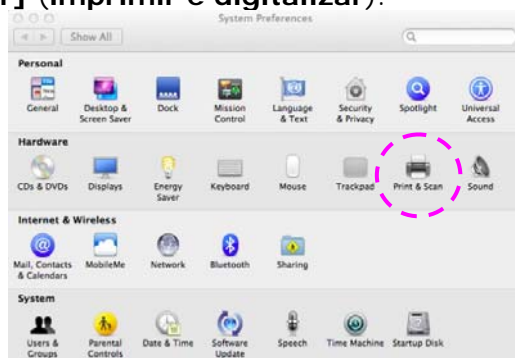 r] (Imprimir e digitalizar).
System Preferences
Show All
Personal
General
Desktop & Screen Saver
Dock
Mission Control
Language & Text
Security & Privacy
Spotlight
Universal Access
Hardware
CDs & DVDs
Displays
Energy Saver
Keyboard
Mouse
Trackpad
Print & Scan
Sound
Internet & Wireless
Mail, Contacts & Calendars
MobileMe
Network
Bluetooth
Sharing
System
Users & Groups
Parental Controls
Date & Time
Software Update
Speech
Time Machine
Startup Disk